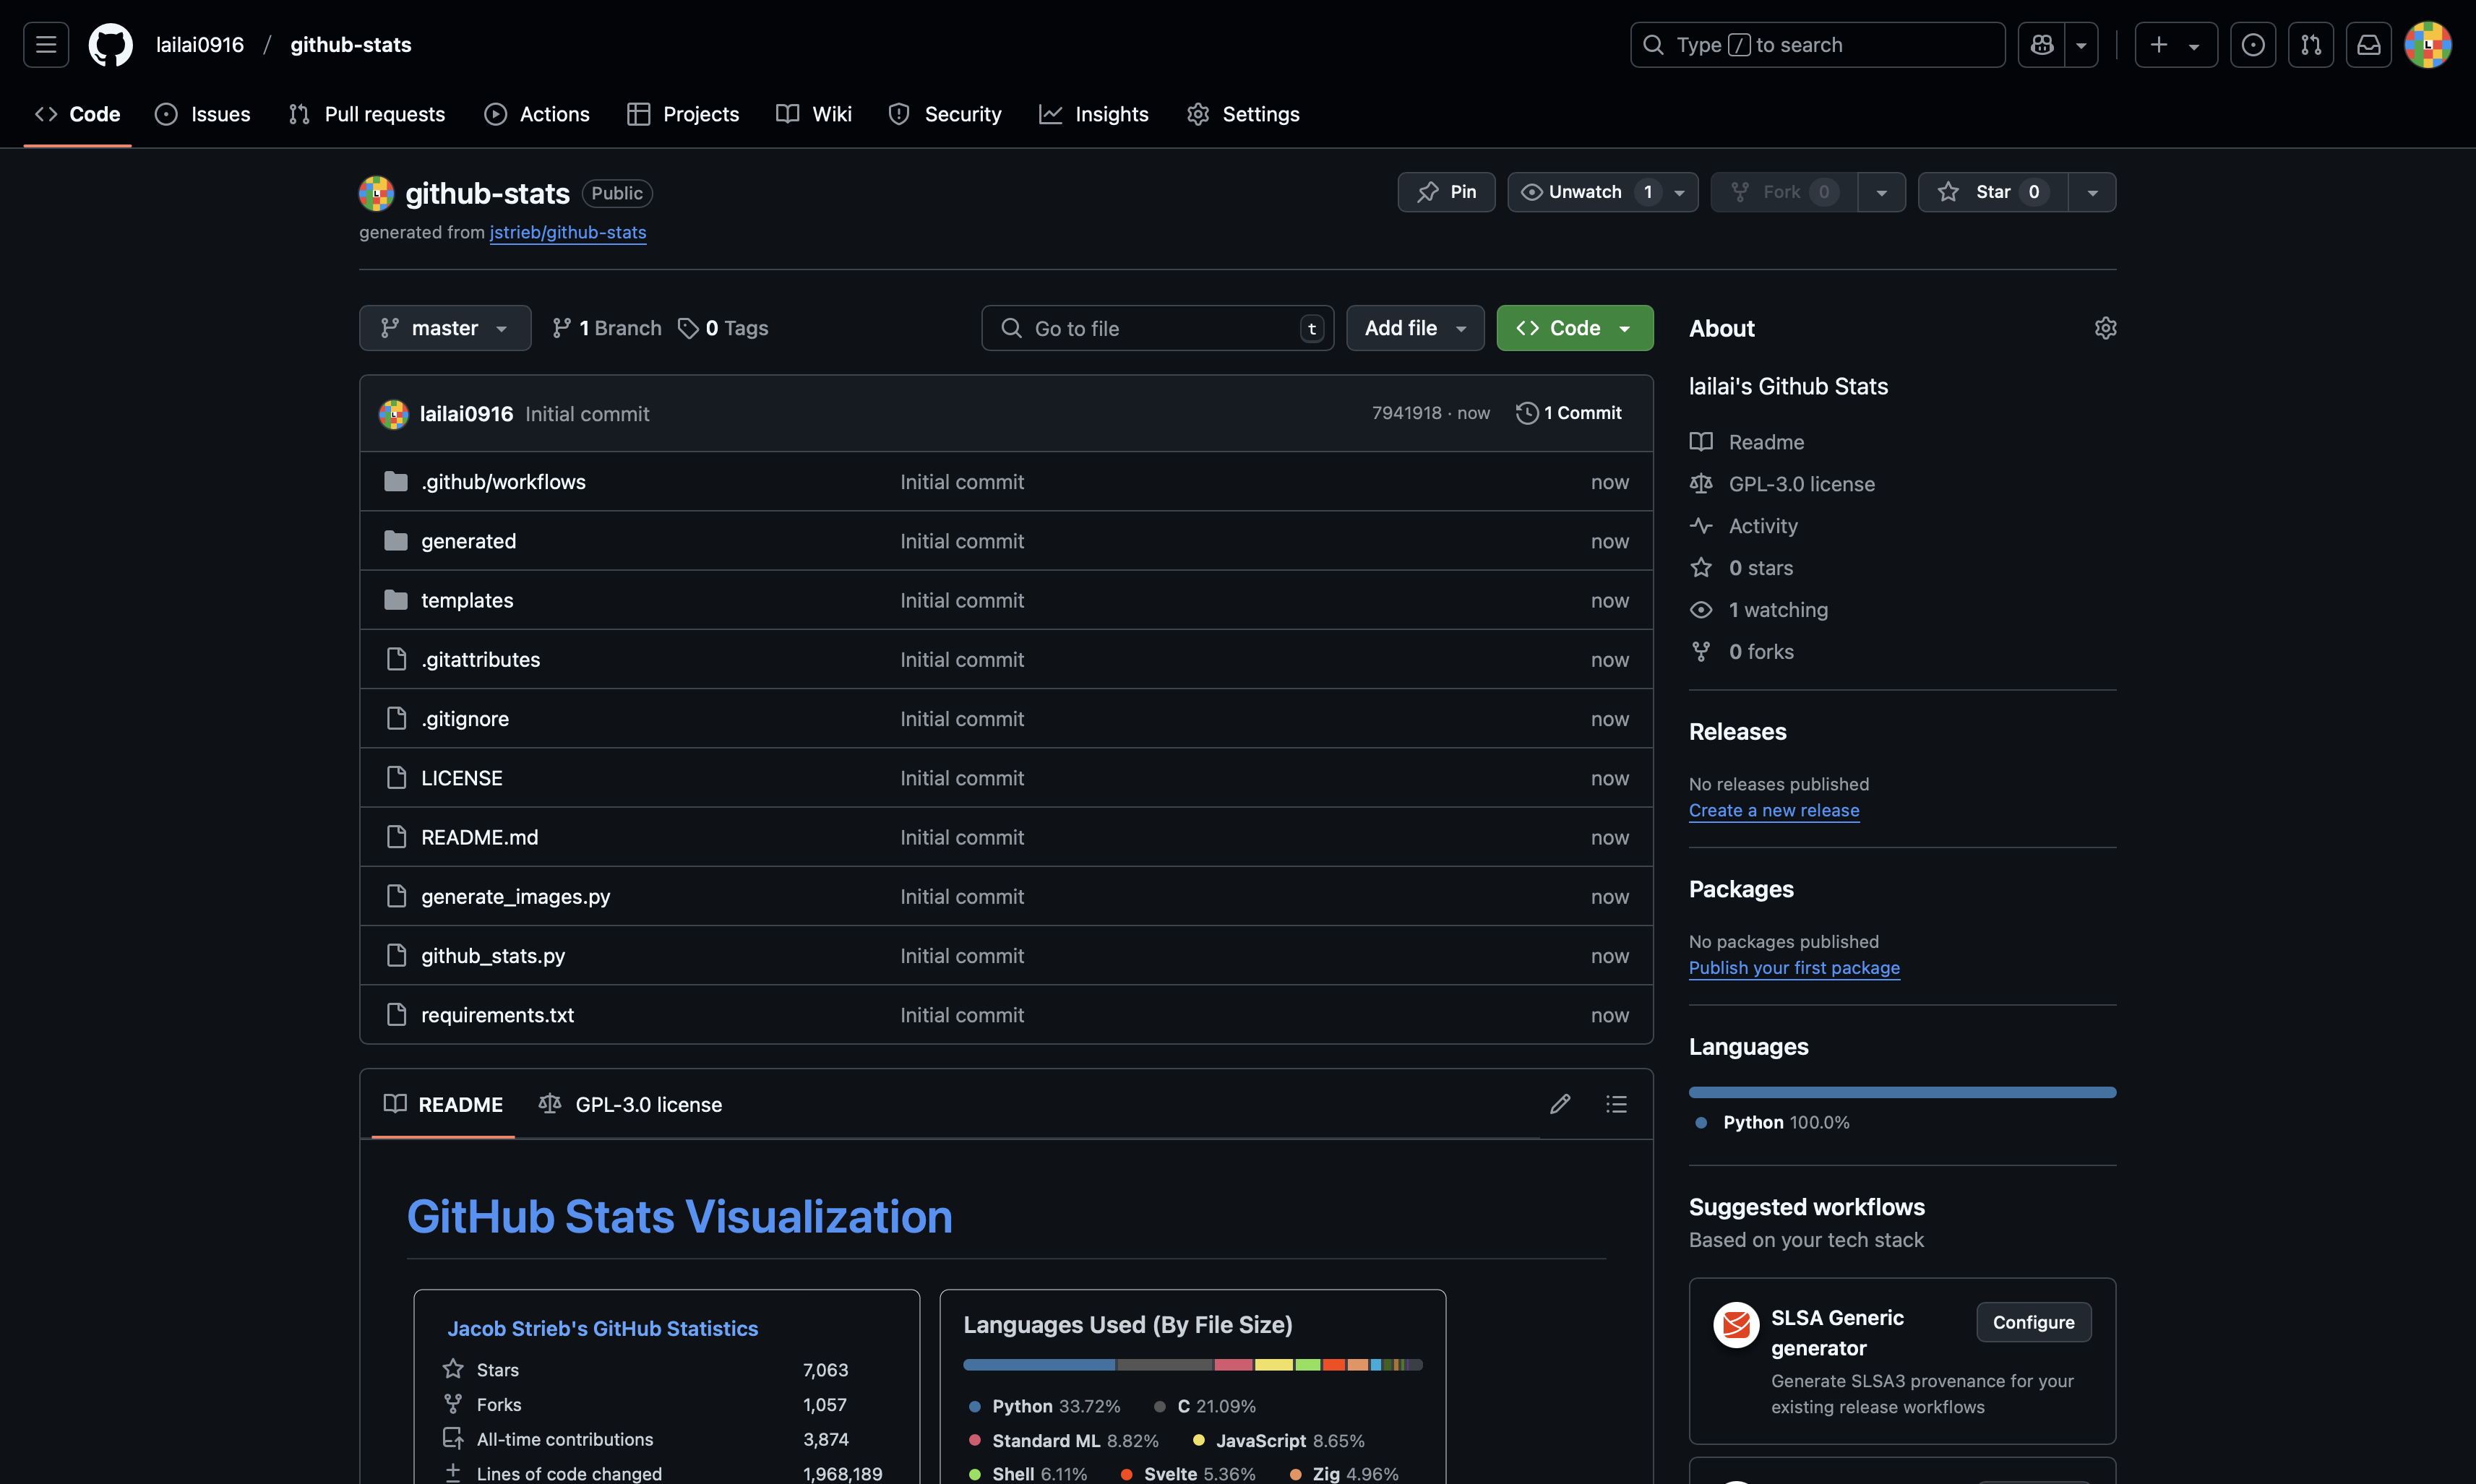 lailai0916 / github-stats
Type / to search
Code Issues Pull requests Actions Projects Wiki Security Insights Settings
github-stats Public
Pin Unwatch 1 Fork 0 Star 0
generated from jstrieb/github-stats
master 1 Branch 0 Tags
Go to file t Add file Code
lailai0916 Initial commit 7941918 · now 1 Commit
.github/workflows Initial commit now
generated Initial commit now
templates Initial commit now
.gitattributes Initial commit now
.gitignore Initial commit now
LICENSE Initial commit now
README.md Initial commit now
generate_images.py Initial commit now
github_stats.py Initial commit now
requirements.txt Initial commit now
README GPL-3.0 license
GitHub Stats Visualization
Jacob Strieb's GitHub Statistics
Stars 7,063
Forks 1,057
All-time contributions 3,874
Lines of code changed 1,968,189
Languages Used (By File Size)
Python 33.72% C 21.09%
Standard ML 8.82% JavaScript 8.65%
Shell 6.11% Svelte 5.36% Zig 4.96%
About
lailai's Github Stats
Readme
GPL-3.0 license
Activity
0 stars
1 watching
0 forks
Releases
No releases published
Create a new release
Packages
No packages published
Publish your first package
Languages
Python 100.0%
Suggested workflows
Based on your tech stack
SLSA Generic
generator
Configure
Generate SLSA3 provenance for your
existing release workflows